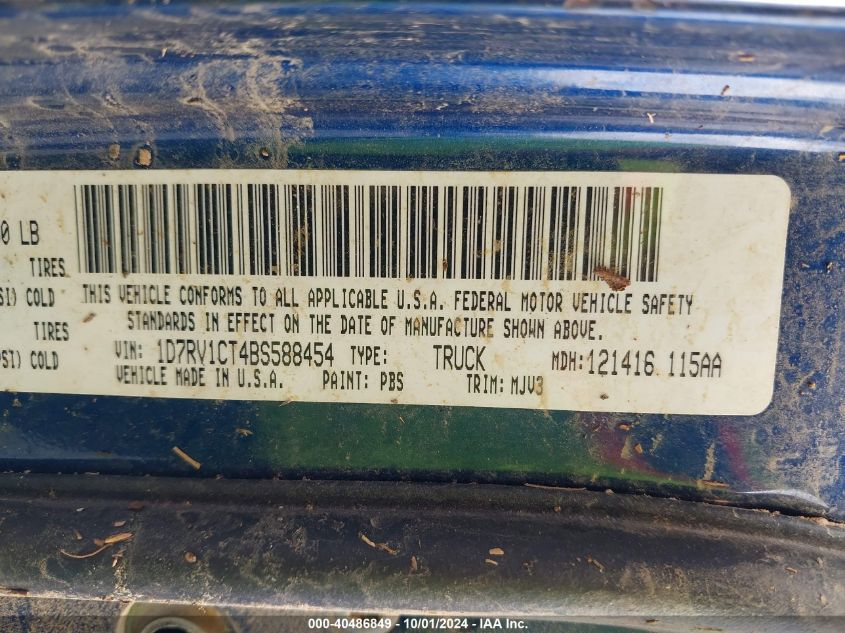 0 LB
TIRES
SI) COLD
TIRES
PSI) COLD
THIS VEHICLE CONFORMS TO ALL APPLICABLE U.S.A. FEDERAL MOTOR VEHICLE SAFETY
STANDARDS IN EFFECT ON THE DATE OF MANUFACTURE SHOWN ABOVE.
VIN: 1D7RV1CT4BS588454 TYPE: TRUCK MDH:121416 115AA
VEHICLE MADE IN U.S.A. PAINT: PBS TRIM: MJV3
000-40486849 - 10/01/2024 - IAA Inc.